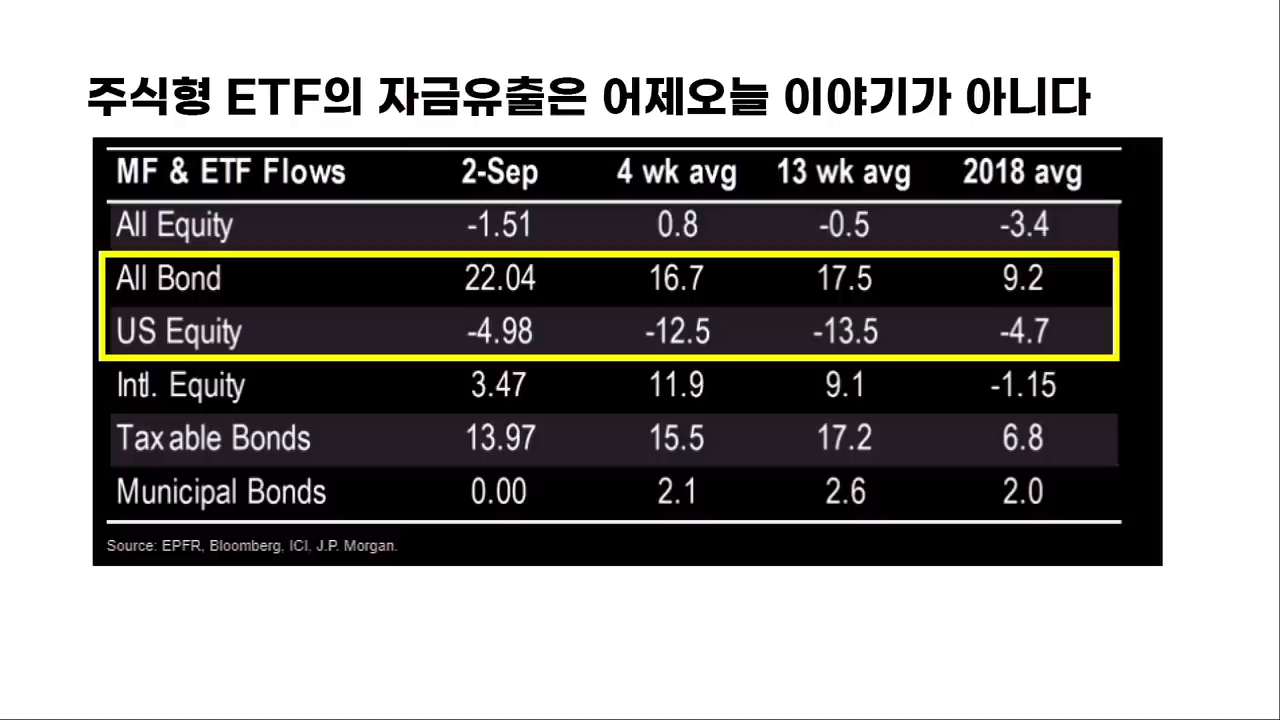 주식형 ETF의 자금유출은 어제오늘 이야기가 아니다
MF & ETF Flows 2-Sep 4 wk avg 13 wk avg 2018 avg
All Equity -1.51 0.8 -0.5 -3.4
All Bond 22.04 16.7 17.5 9.2
US Equity -4.98 -12.5 -13.5 -4.7
Intl. Equity 3.47 11.9 9.1 -1.15
Taxable Bonds 13.97 15.5 17.2 6.8
Municipal Bonds 0.00 2.1 2.6 2.0
Source: EPFR, Bloomberg, ICI, J.P. Morgan.